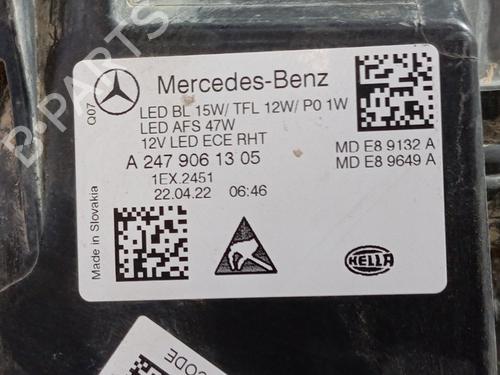 Q07
Mercedes-Benz
LED BL 15W/ TFL 12W/ P0 1W
LED AFS 47W
12V LED ECE RHT
MD E8 9132 A
A 247 906 13 05
MD E8 9649 A
1EX.2451
22.04.22 06:46
Made in Slovakia
HELLA
CODE
B-PARTS